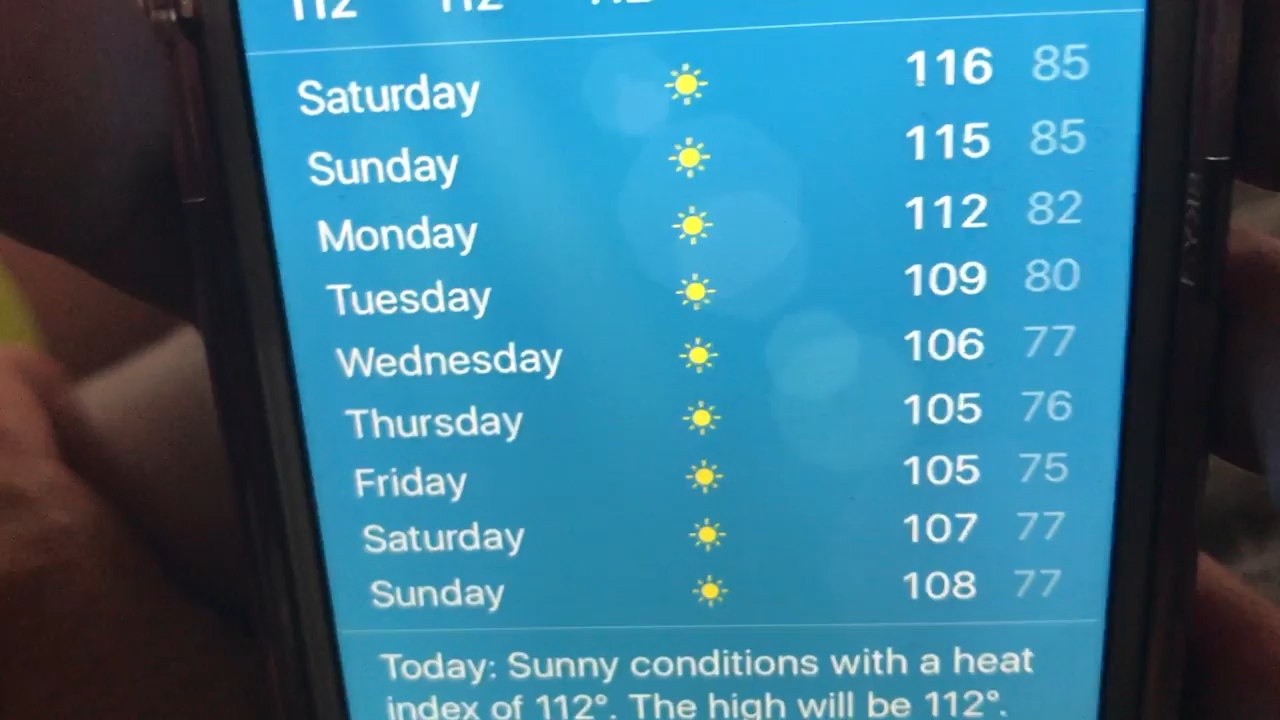 112 112
Saturday 116 85
Sunday 115 85
Monday 112 82
Tuesday 109 80
Wednesday 106 77
Thursday 105 76
Friday 105 75
Saturday 107 77
Sunday 108 77
Today: Sunny conditions with a heat
index of 112°. The high will be 112°.